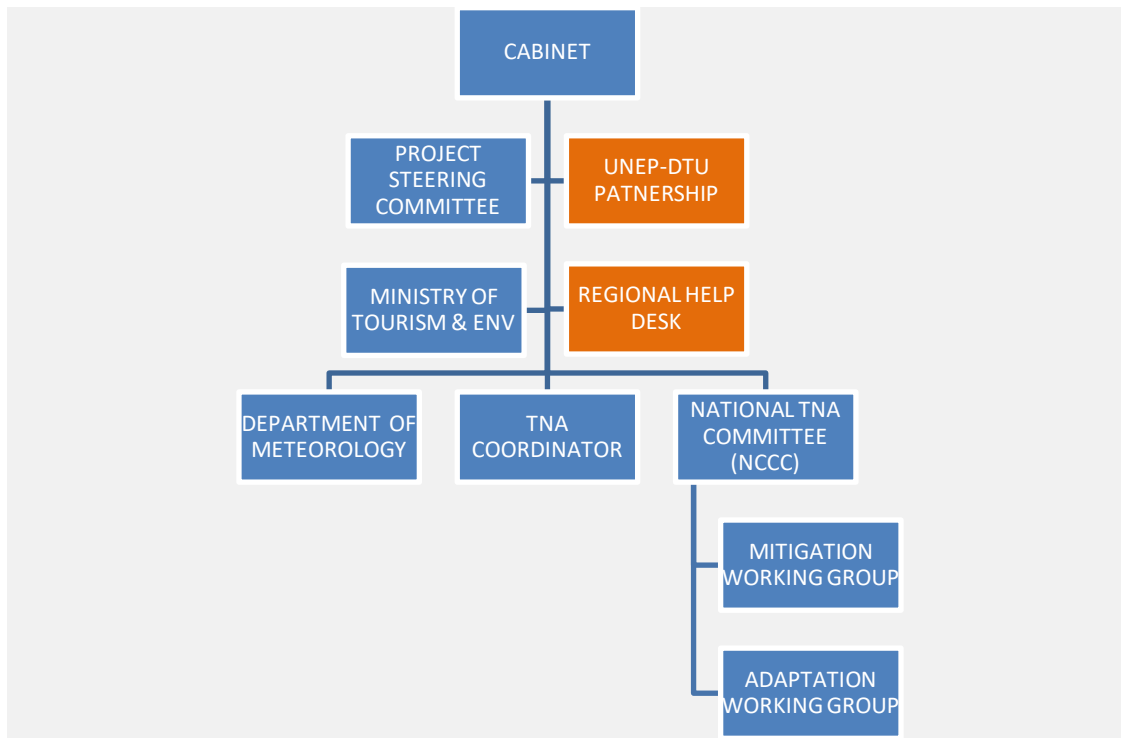 CABINET
PROJECT
STEERING
COMMITTEE
UNEP-DTU
PATNERSHIP
MINISTRY OF
TOURISM & ENV
REGIONAL HELP
DESK
DEPARTMENT OF
METEOROLOGY
TNA
COORDINATOR
NATIONAL TNA
COMMITTEE
(NCCC)
MITIGATION
WORKING GROUP
ADAPTATION
WORKING GROUP